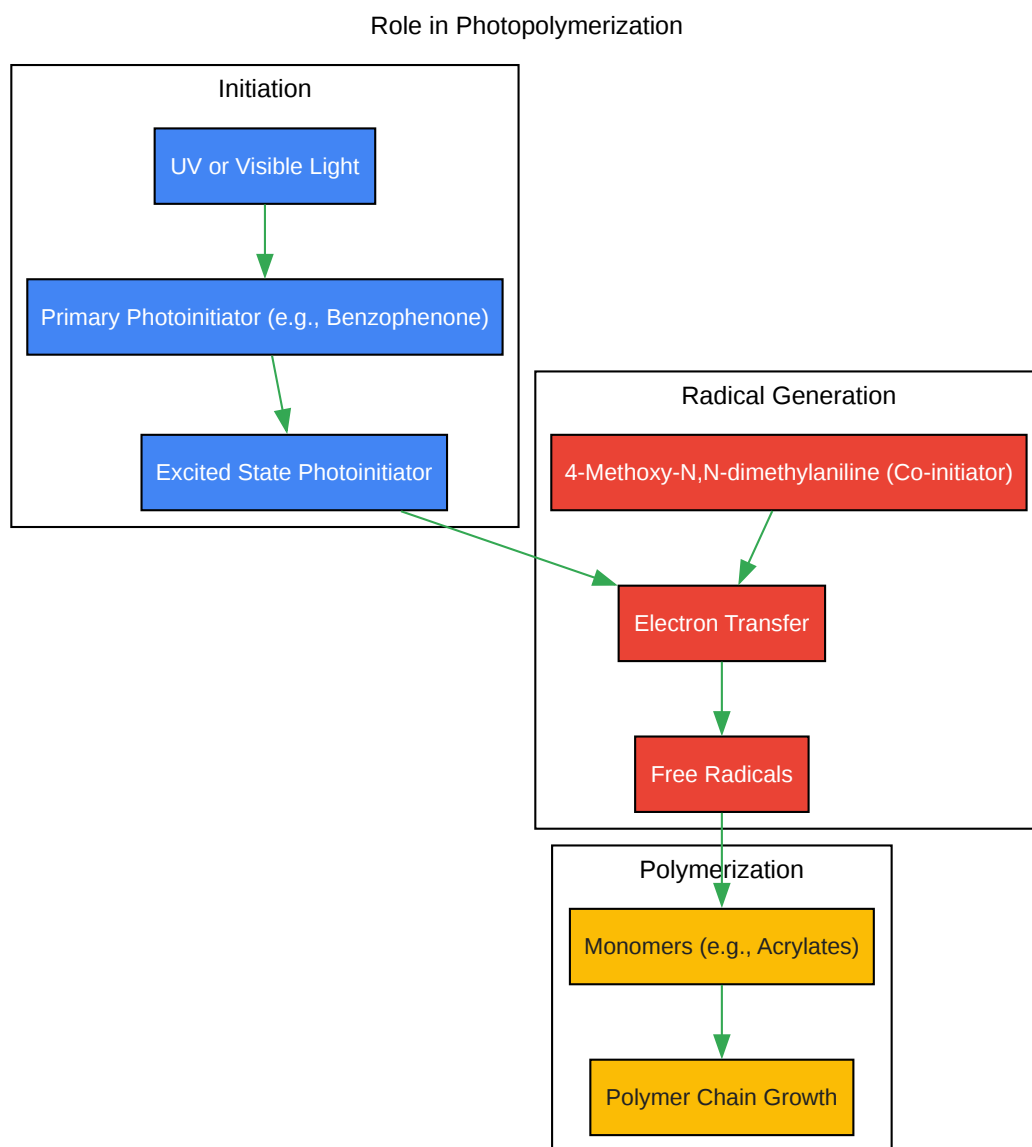 Role in Photopolymerization
Initiation
UV or Visible Light
Primary Photoinitiator (e.g., Benzophenone)
Excited State Photoinitiator
Radical Generation
4-Methoxy-N,N-dimethylaniline (Co-initiator)
Electron Transfer
Free Radicals
Polymerization
Monomers (e.g., Acrylates)
Polymer Chain Growth